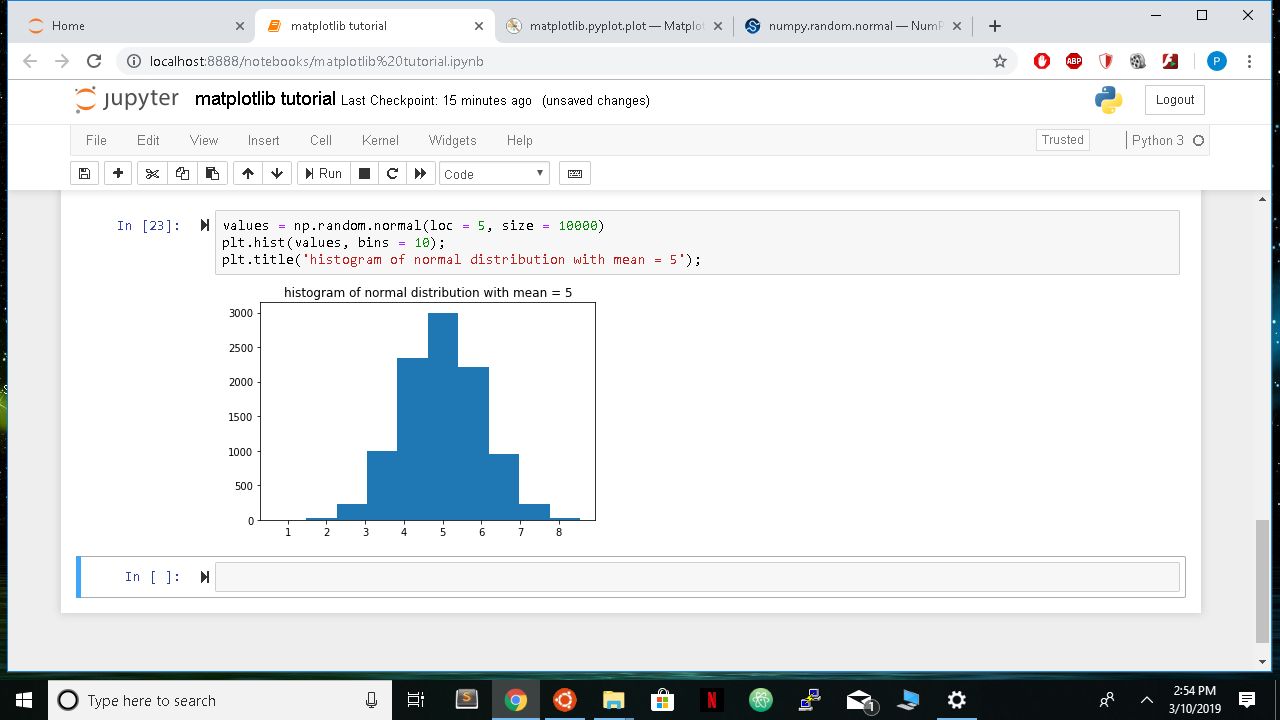 Home
matplotlib tutorial
matplotlib.pyplot.plot — Matplot
numpy.random.normal — NumP
localhost:8888/notebooks/matplotlib%20tutorial.ipynb
ABP
P
jupyter matplotlib tutorial Last Checkpoint: 15 minutes ago (unsaved changes)
Logout
File Edit View Insert Cell Kernel Widgets Help
Trusted
Python 3
Run
Code
In [23]:
values = np.random.normal(loc = 5, size = 10000)
plt.hist(values, bins = 10);
plt.title('histogram of normal distribution with mean = 5');
histogram of normal distribution with mean = 5
3000
2500
2000
1500
1000
500
0
1 2 3 4 5 6 7 8
In [ ]:
Type here to search
S
N
1
2:54 PM
3/10/2019